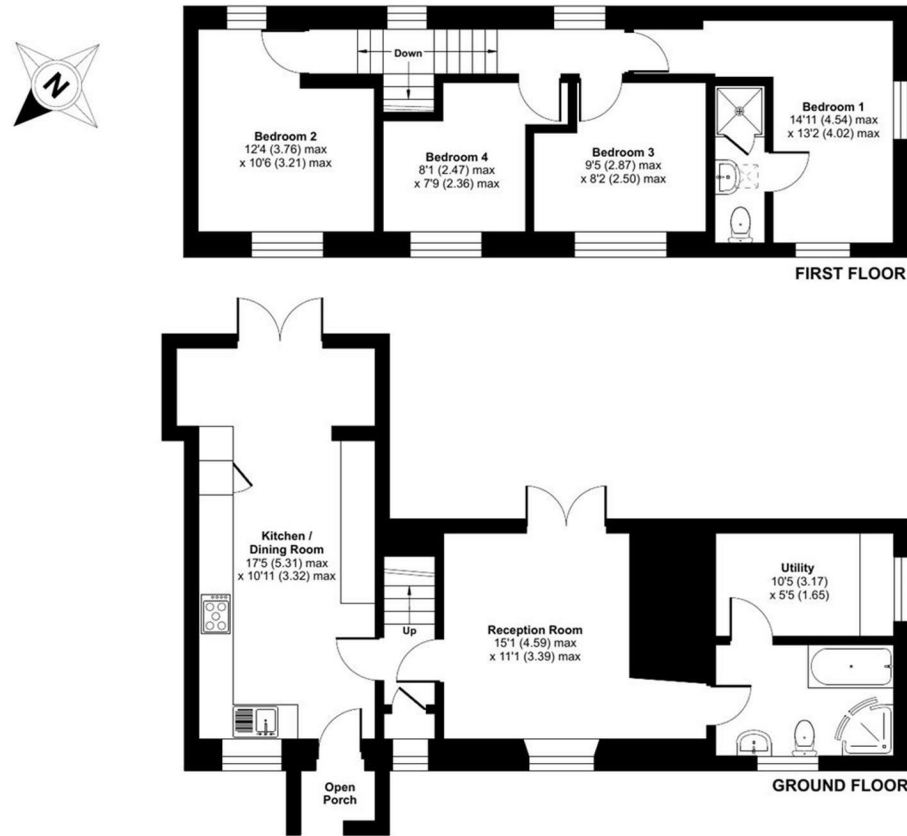 N
Down
Bedroom 2
12'4 (3.76) max
x 10'6 (3.21) max
Bedroom 4
8'1 (2.47) max
x 7'9 (2.36) max
Bedroom 3
9'5 (2.87) max
x 8'2 (2.50) max
Bedroom 1
14'11 (4.54) max
x 13'2 (4.02) max
FIRST FLOOR
Kitchen /
Dining Room
17'5 (5.31) max
x 10'11 (3.32) max
Up
Reception Room
15'1 (4.59) max
x 11'1 (3.39) max
Utility
10'5 (3.17)
x 5'5 (1.65)
Open
Porch
GROUND FLOOR